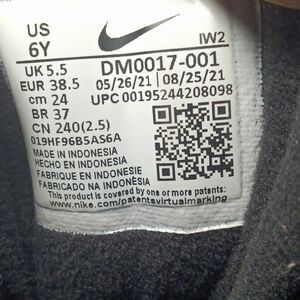 US
6Y
IW2
UK 5.5
EUR 38.5
cm 24
BR 37
CN 240(2.5)
DM0017-001
05/26/21 08/25/21
UPC 00195244208098
019HF96B5AS6A
MADE IN INDONESIA
HECHO EN INDONESIA
FABRIQUE EN INDONESIE
FABRICADO NA INDONESIA
This product is covered by one or more patents:
www.nike.com/patentsvirtualmarking